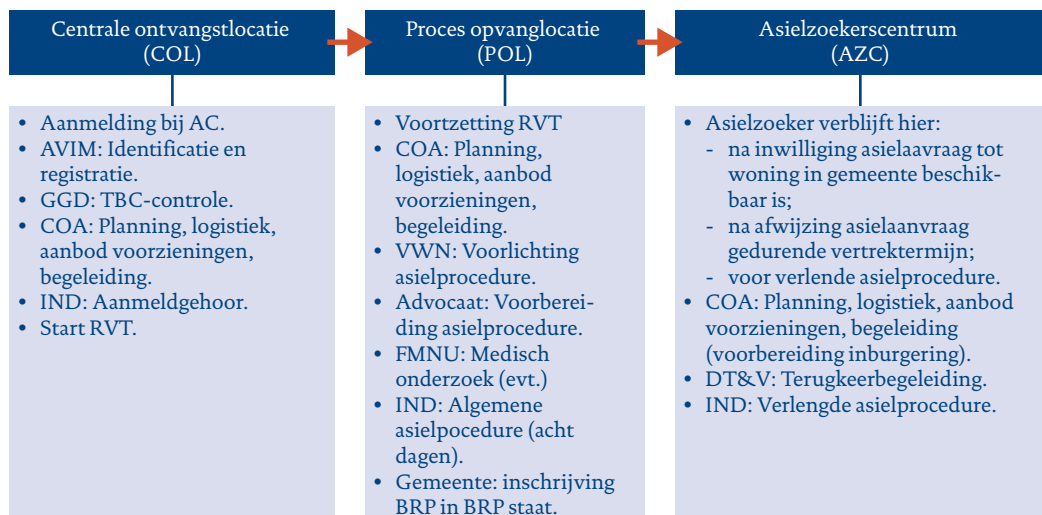 Centrale ontvangstlocatie
(COL)
• Aanmelding bij AC.
• AVIM: Identificatie en
registratie.
• GGD: TBC-controle.
• COA: Planning, logistiek,
aanbod voorzieningen,
begeleiding.
• IND: Aanmeldgehoor.
• Start RVT.
Proces opvanglocatie
(POL)
• Voortzetting RVT
• COA: Planning,
logistiek, aanbod
voorzieningen,
begeleiding.
• VWN: Voorlichting
asielprocedure.
• Advocaat: Voorberei-
ding asielprocedure.
• FMNU: Medisch
onderzoek (evt.)
• IND: Algemene
asielpocedure (acht
dagen).
• Gemeente: inschrijving
BRP in BRP staat.
Asielzoekerscentrum
(AZC)
• Asielzoeker verblijft hier:
- na inwilliging asielaavraag tot
woning in gemeente beschik-
baar is;
- na afwijzing asielaanvraag
gedurende vertrektermijn;
- voor verlende asielprocedure.
• COA: Planning, logistiek, aanbod
voorzieningen, begeleiding
(voorbereiding inburgering).
• DT&V: Terugkeerbegeleiding.
• IND: Verlengde asielprocedure.